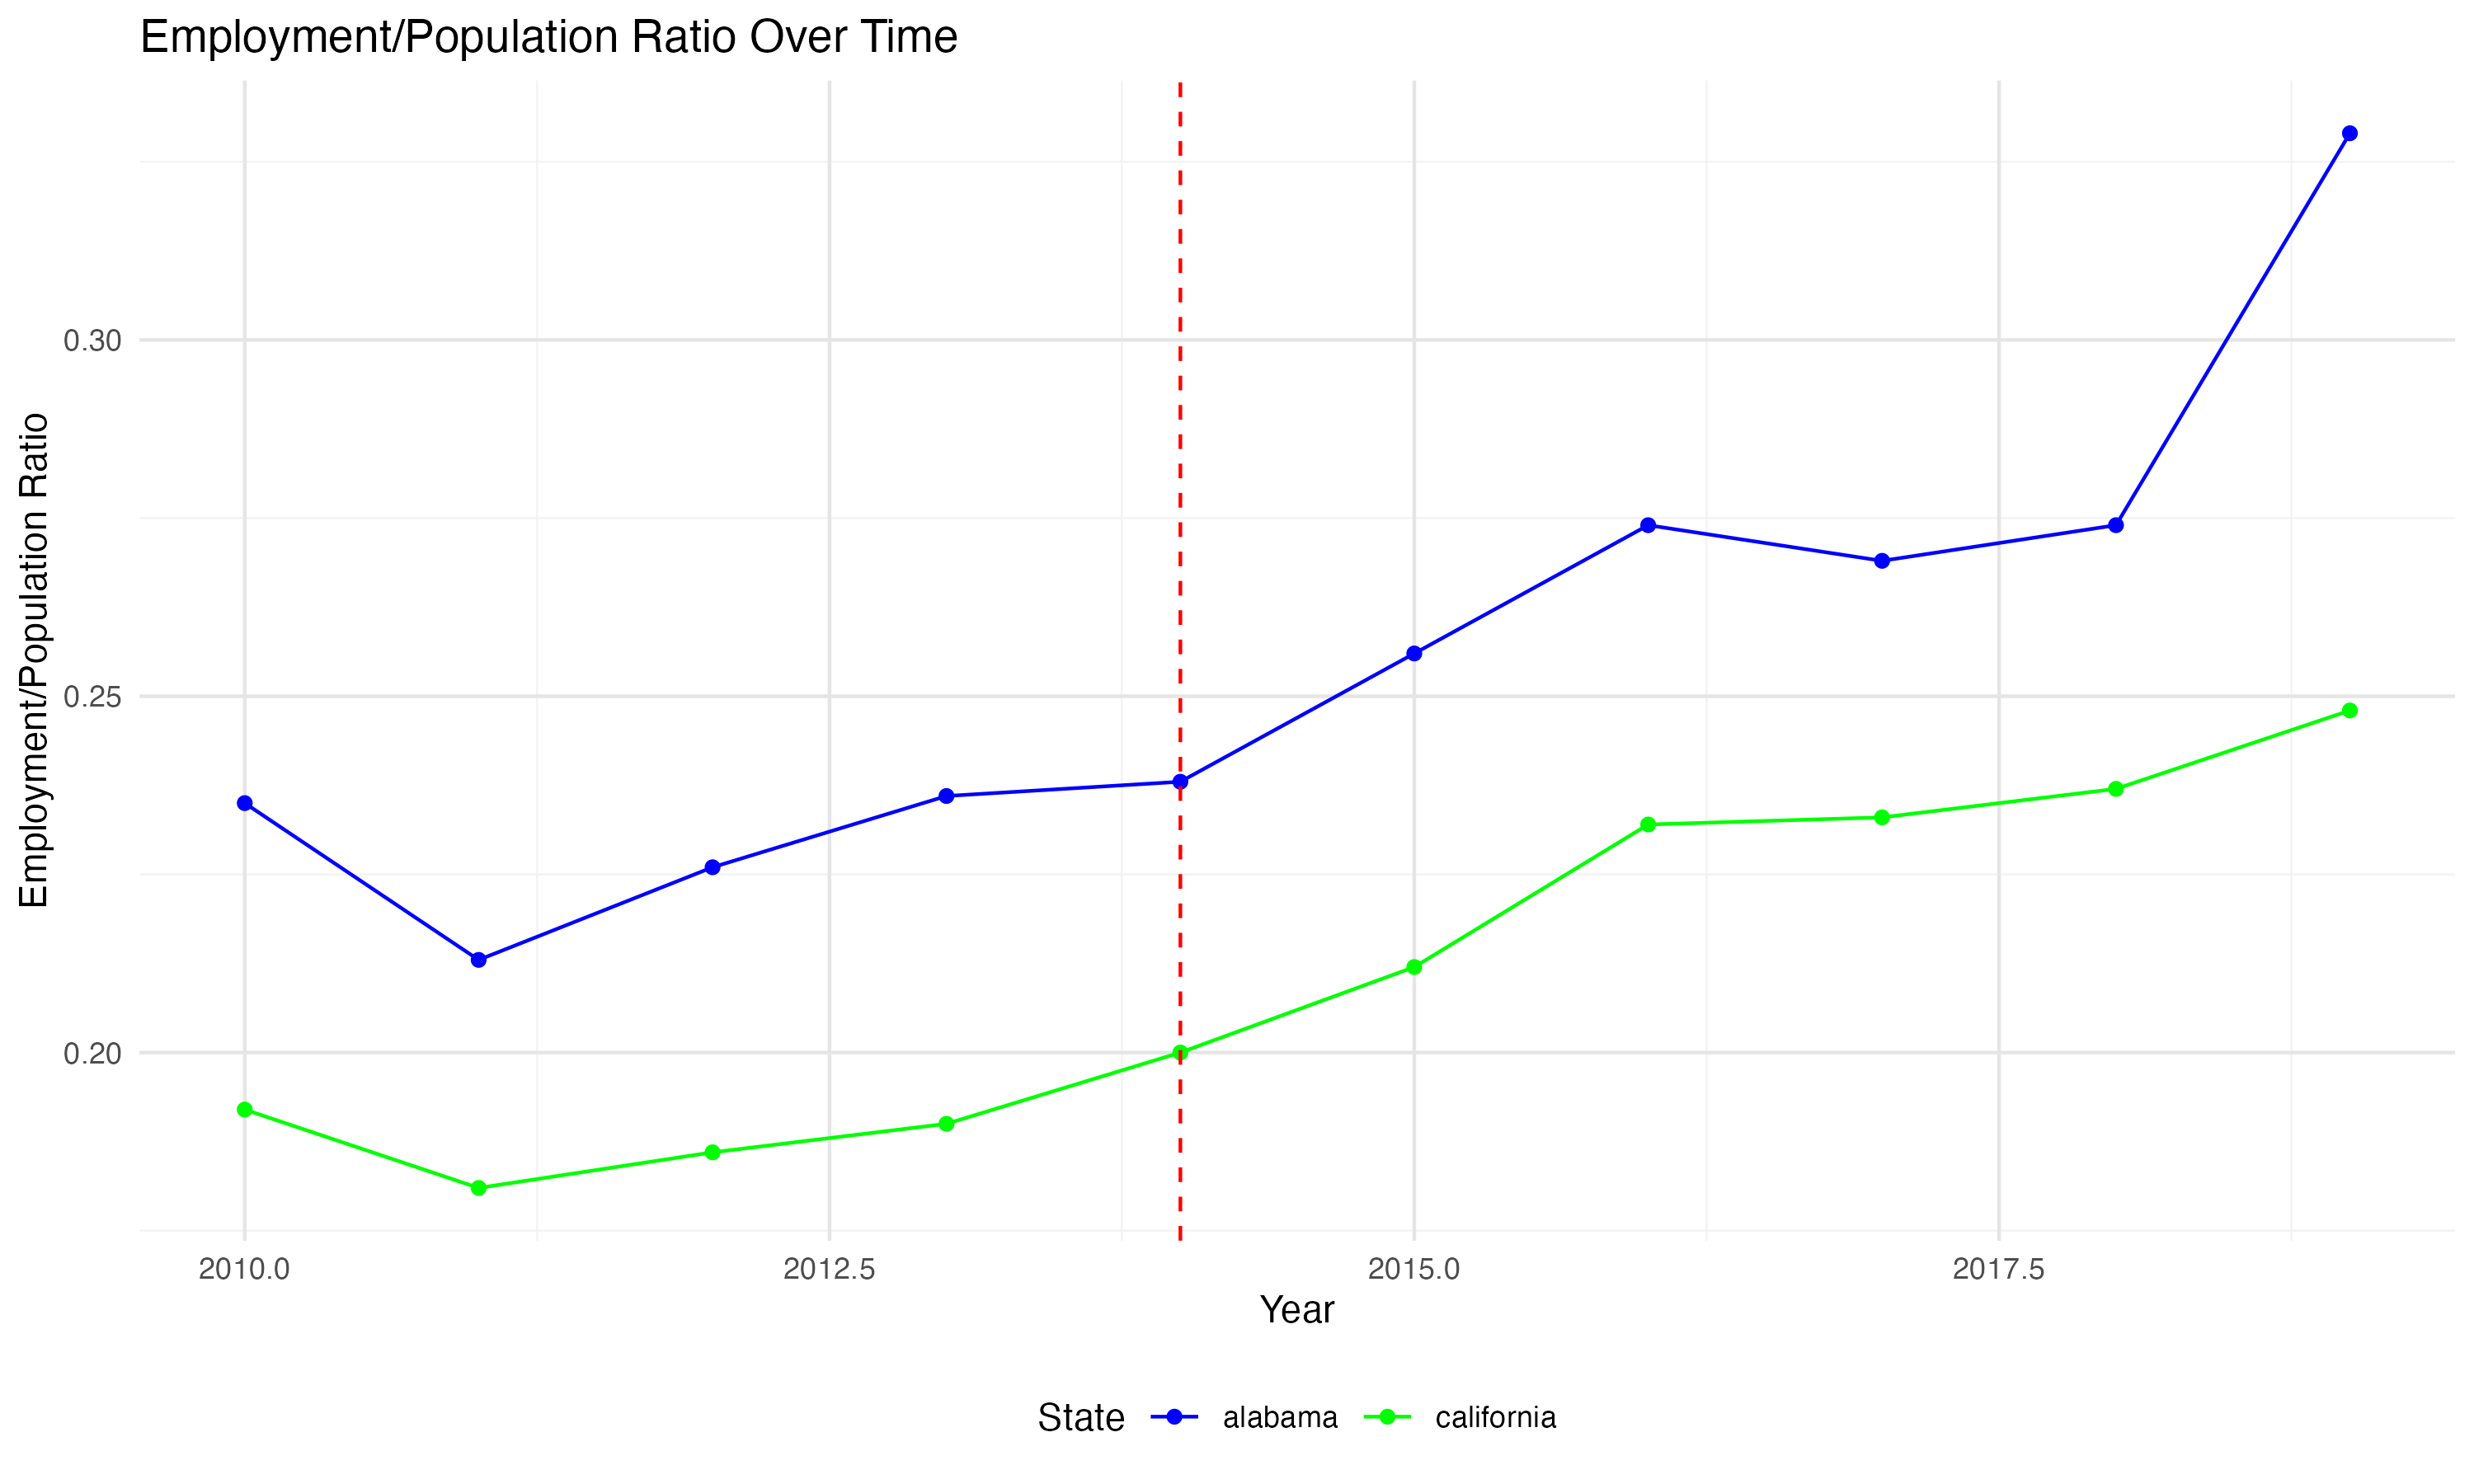 Employment/Population Ratio Over Time
Employment/Population Ratio
0.30
0.25
0.20
2010.0 2012.5 2015.0 2017.5
Year
State alabama california